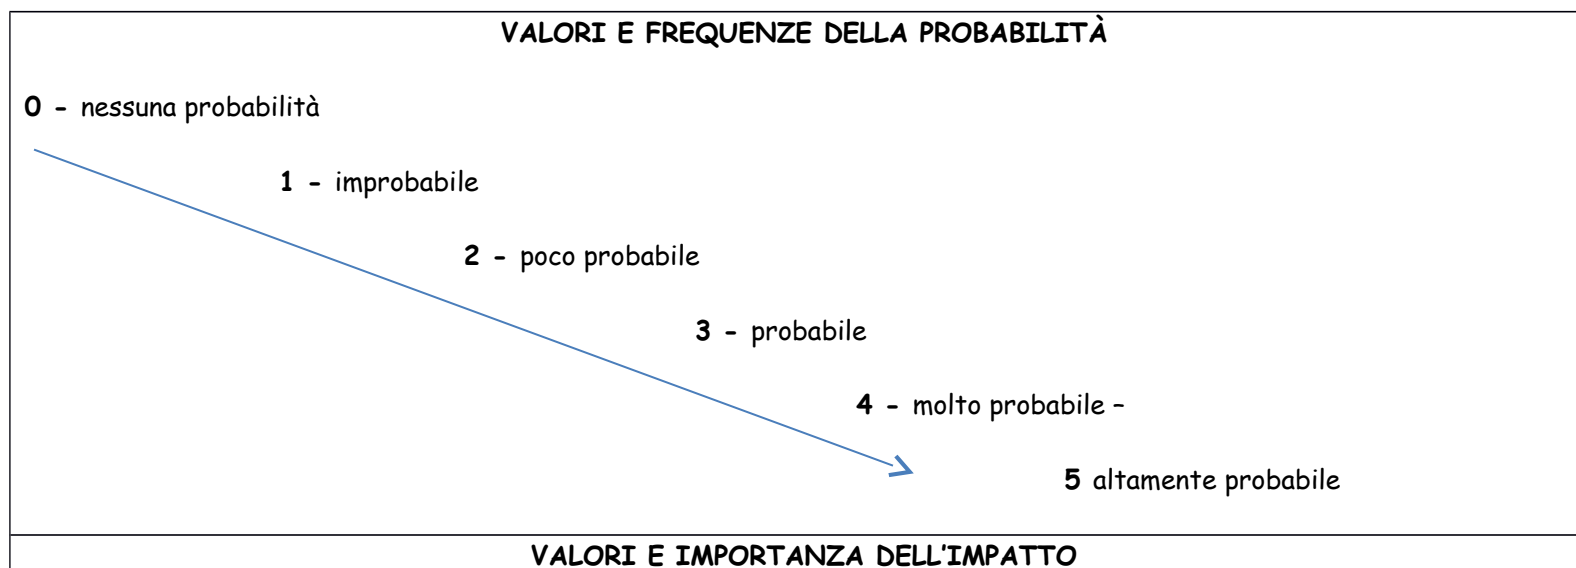 VALORI E FREQUENZE DELLA PROBABILITÀ
0 - nessuna probabilità
1 - improbabile
2 - poco probabile
3 - probabile
4 - molto probabile –
5 altamente probabile
VALORI E IMPORTANZA DELL'IMPATTO